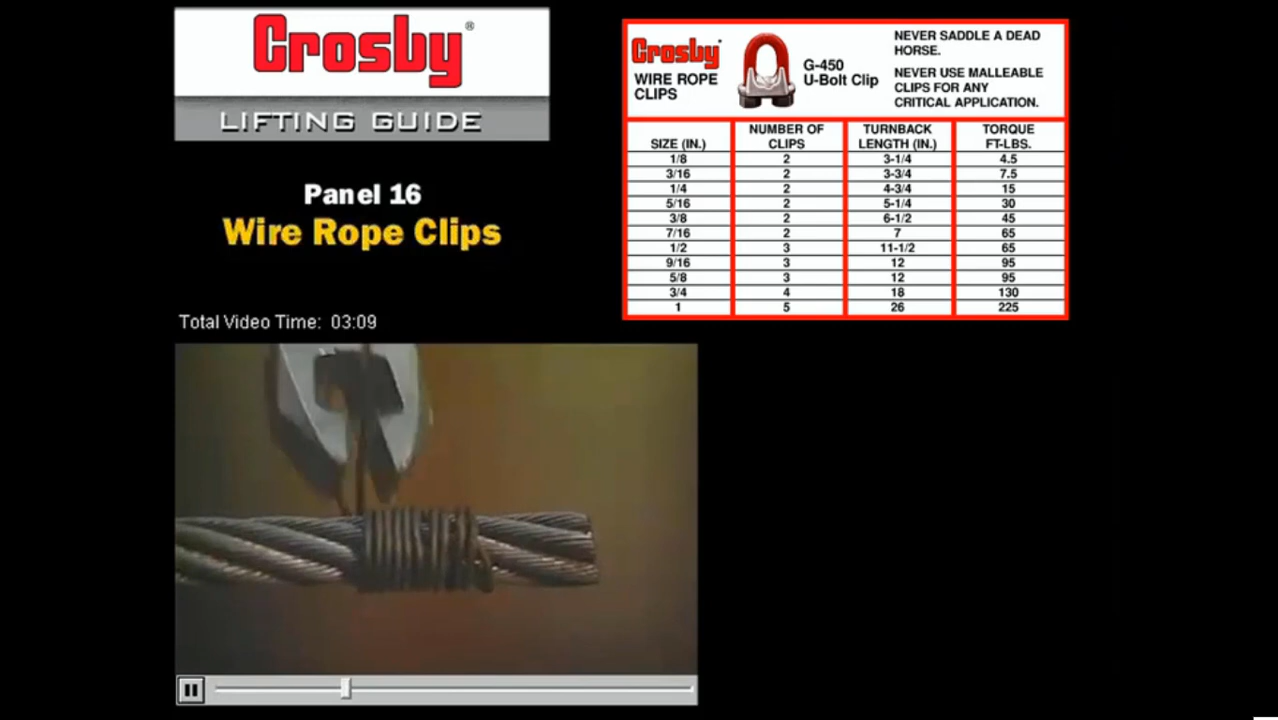 Crosby®
LIFTING GUIDE
Panel 16
Wire Rope Clips
Total Video Time: 03:09
Crosby
WIRE ROPE
CLIPS
G-450
U-Bolt Clip
NEVER SADDLE A DEAD
HORSE.
NEVER USE MALLEABLE
CLIPS FOR ANY
CRITICAL APPLICATION.
SIZE (IN.) NUMBER OF CLIPS TURNBACK LENGTH (IN.) TORQUE FT-LBS.
1/8 2 3-1/4 4.5
3/16 2 3-3/4 7.5
1/4 2 4-3/4 15
5/16 2 5-1/4 30
3/8 2 6-1/2 45
7/16 2 7 65
1/2 3 11-1/2 65
9/16 3 12 95
5/8 3 12 95
3/4 4 18 130
1 5 26 225